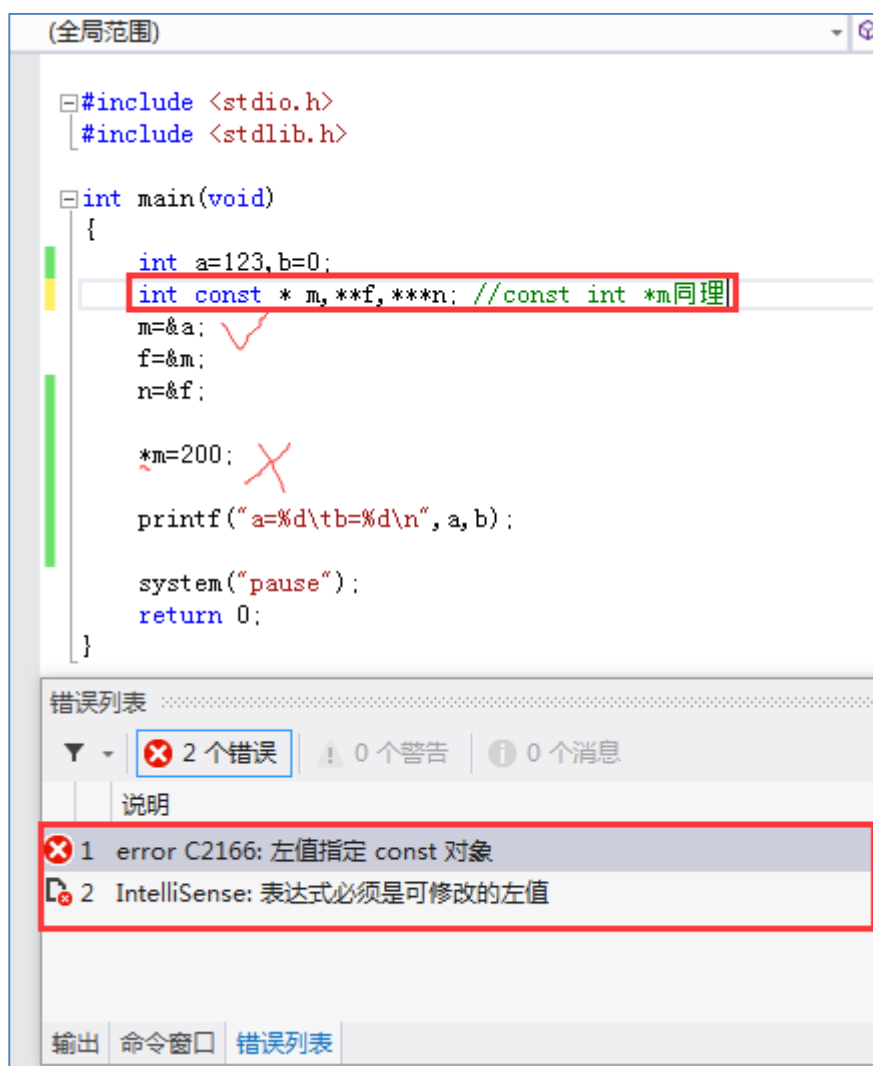 (全局范围)
#include <stdio.h>
#include <stdlib.h>
int main(void)
{
int a=123,b=0;
int const * m,**f,***n; //const int *m同理
m=&a;
f=&m;
n=&f;
*m=200;
printf("a=%d\tb=%d\n",a,b);
system("pause");
return 0;
}
错误列表
2 个错误 0 个警告 0 个消息
说明
1 error C2166: 左值指定 const 对象
2 IntelliSense: 表达式必须是可修改的左值
输出 命令窗口 错误列表